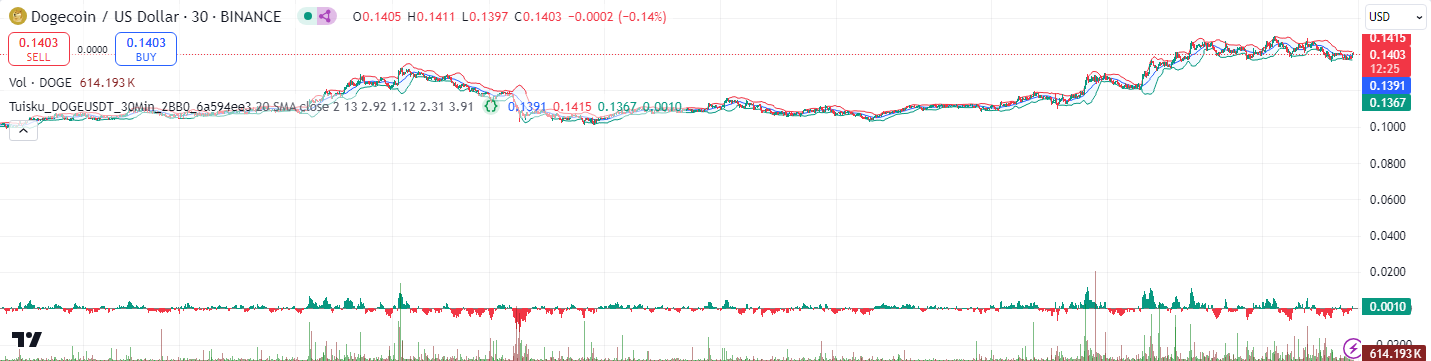 Dogecoin / US Dollar · 30 · BINANCE O0.1405 H0.1411 L0.1397 C0.1403 −0.0002 (−0.14%)
USD
0.1403 SELL
0.0000
0.1403 BUY
Vol · DOGE 614.193 K
Tuisku_DOGEUSDT_30Min_2BB0_6a594ee3 20 SMA close 2 13 2.92 1.12 2.31 3.91 0.1391 0.1415 0.1367 0.0010
0.1415
0.1403
12:25
0.1391
0.1367
0.1000
0.0800
0.0600
0.0400
0.0200
0.0010
614.193 K